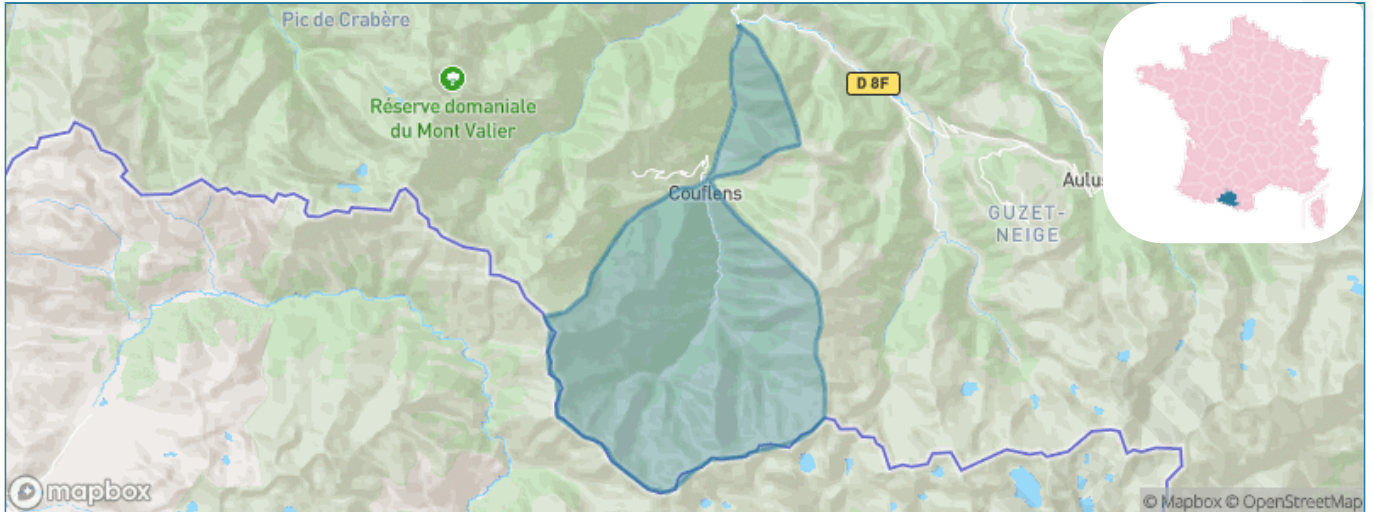 Pic de Crabère
Réserve domaniale
du Mont Valier
D 8F
Couflens
Aulus
GUZET-
NEIGE
mapbox
© Mapbox © OpenStreetMap